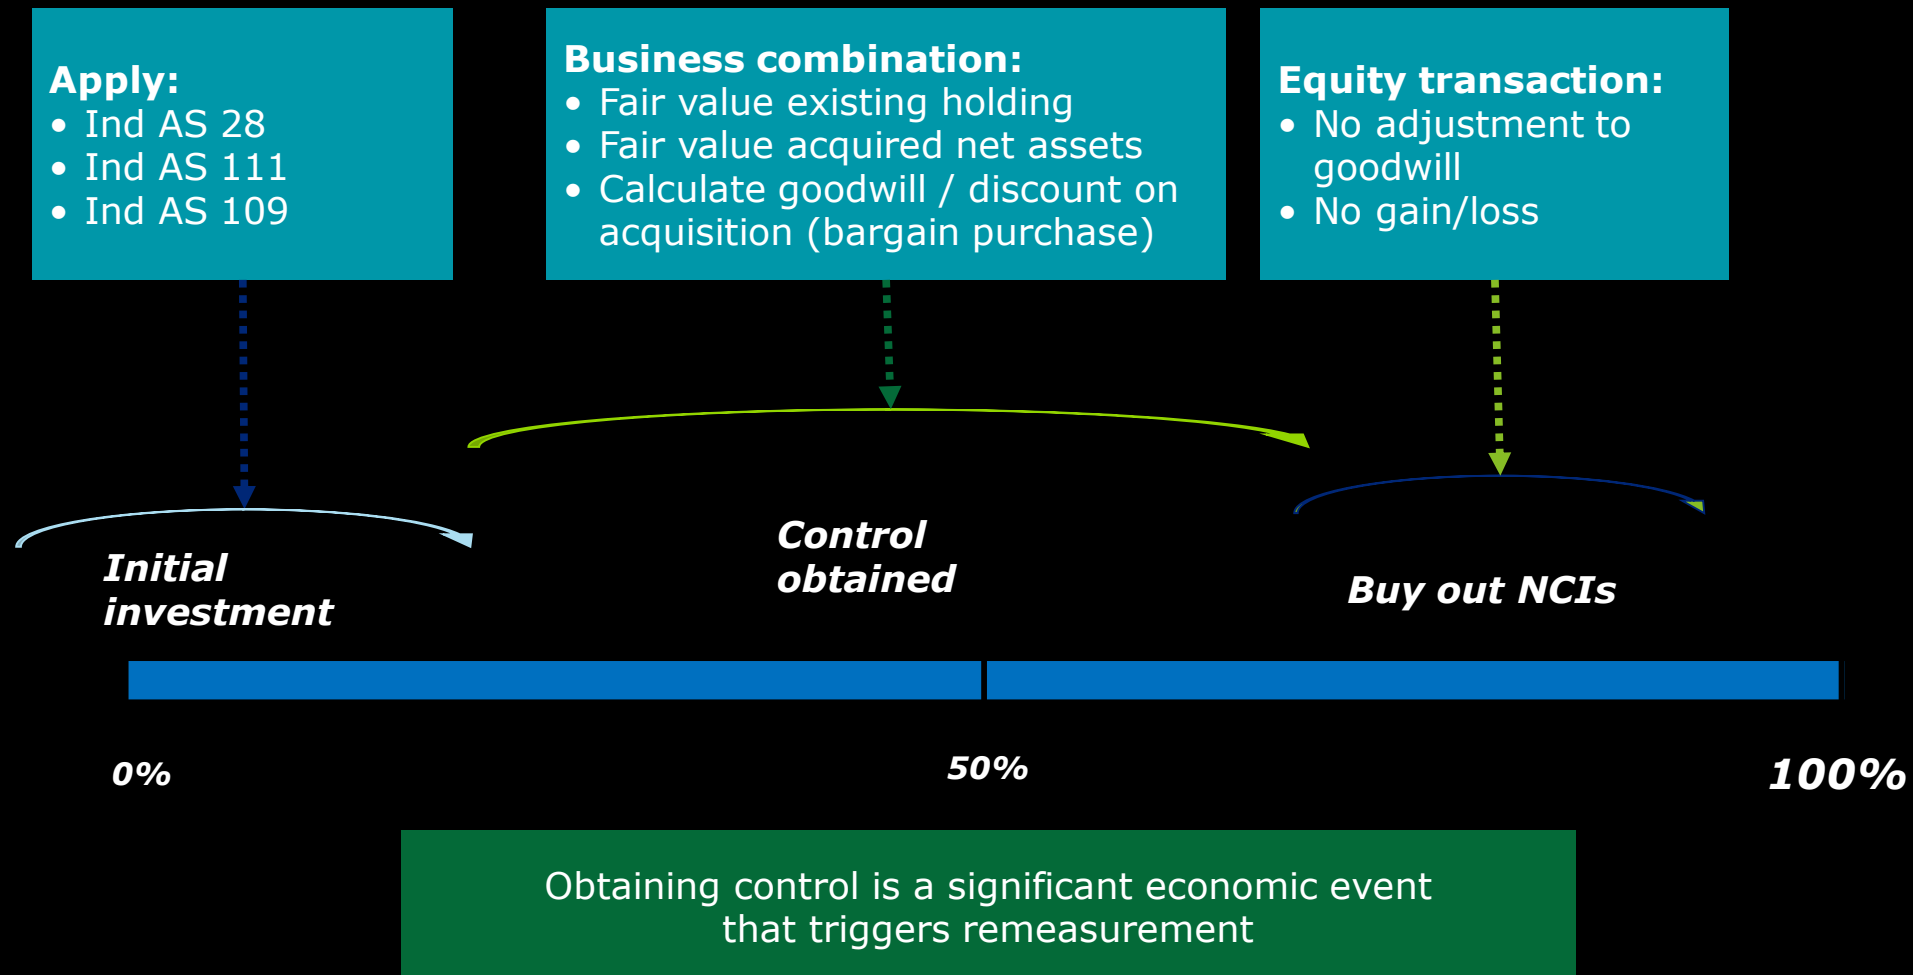 Apply:
• Ind AS 28
• Ind AS 111
• Ind AS 109
Business combination:
• Fair value existing holding
• Fair value acquired net assets
• Calculate goodwill / discount on
acquisition (bargain purchase)
Equity transaction:
• No adjustment to
goodwill
• No gain/loss
Initial
investment
Control
obtained
Buy out NCIs
0%
50%
100%
Obtaining control is a significant economic event
that triggers remeasurement